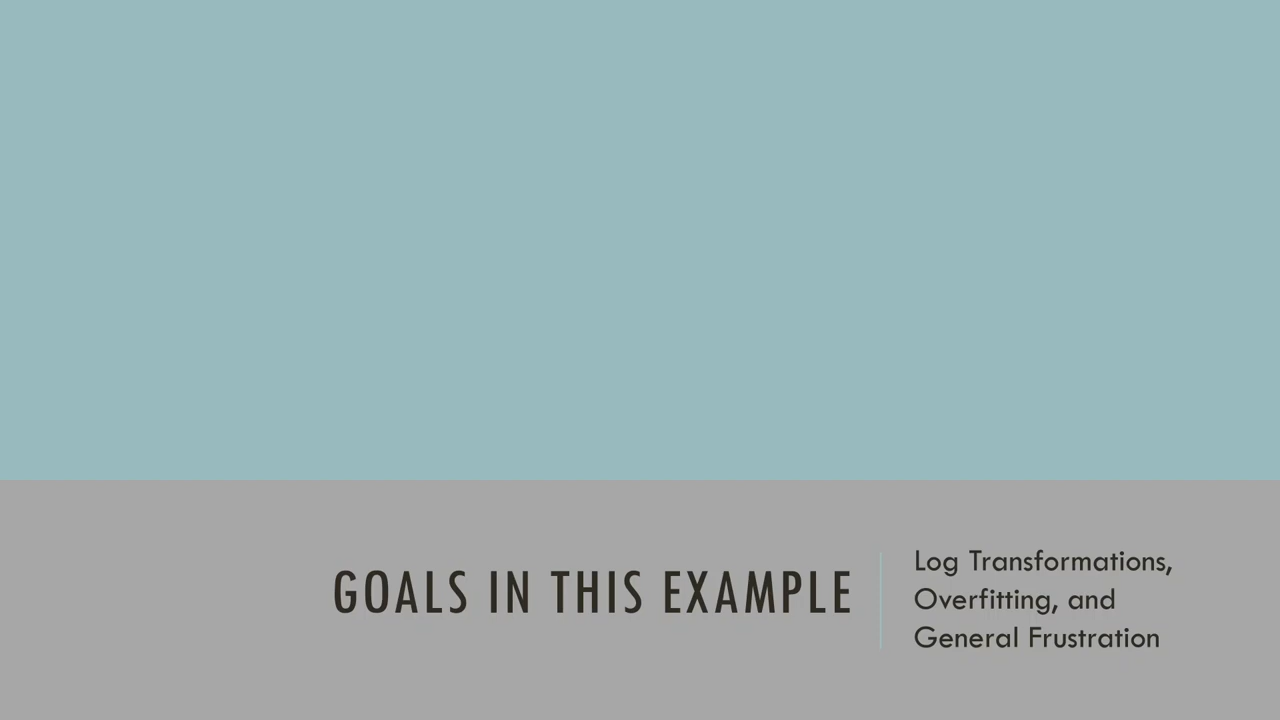 GOALS IN THIS EXAMPLE
Log Transformations,
Overfitting, and
General Frustration